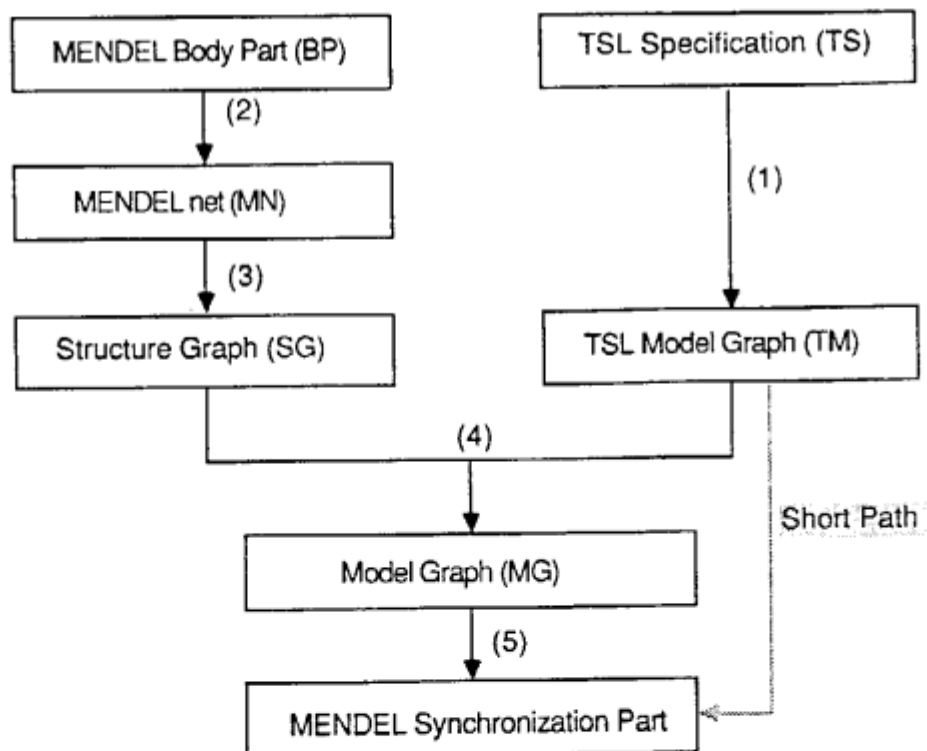 MENDEL Body Part (BP)
TSL Specification (TS)
(2)
MENDEL net (MN)
(1)
(3)
Structure Graph (SG)
TSL Model Graph (TM)
(4)
Short Path
Model Graph (MG)
(5)
MENDEL Synchronization Part